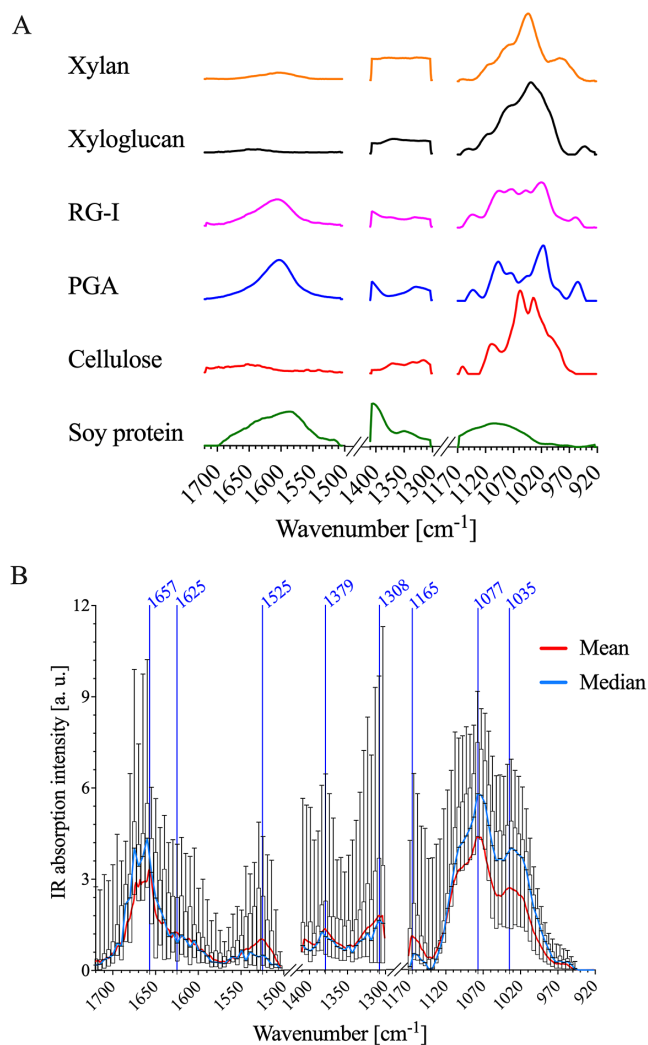 A
Xylan
Xyloglucan
RG-I
PGA
Cellulose
Soy protein
1700 1650 1600 1550 1500 1400 1350 1300 1170 1120 1070 1020 970 920
Wavenumber [cm-1]
B
1657 1625 1525 1379 1308 1165 1077 1035
12
9
6
3
0
IR absorption intensity [a. u.]
Mean
Median
1700 1650 1600 1550 1500 1400 1350 1300 1170 1120 1070 1020 970 920
Wavenumber [cm-1]